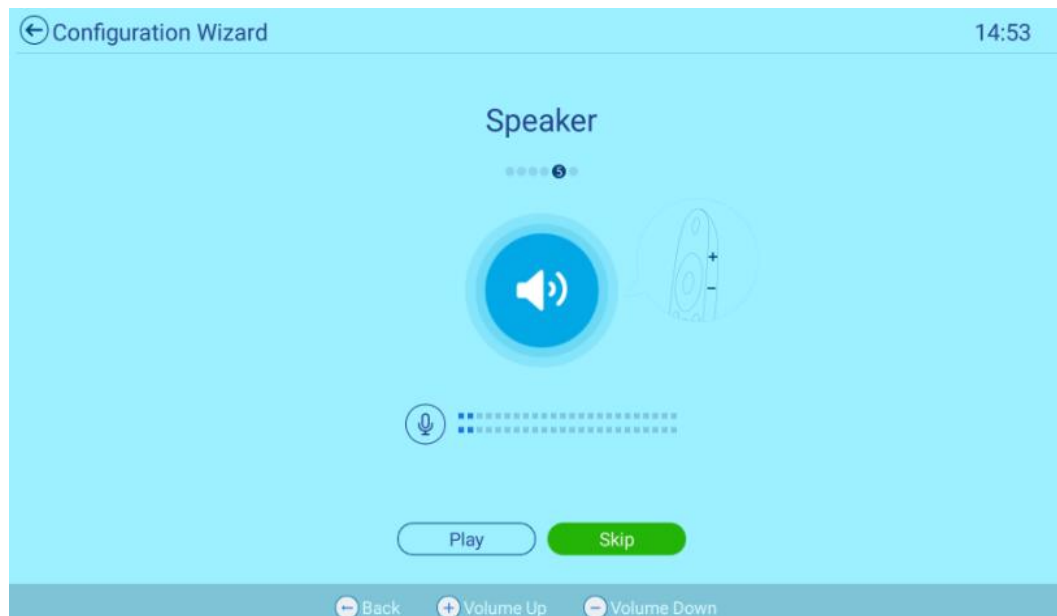 Configuration Wizard 14:53
Speaker
5
+
-
Play Skip
Back + Volume Up - Volume Down